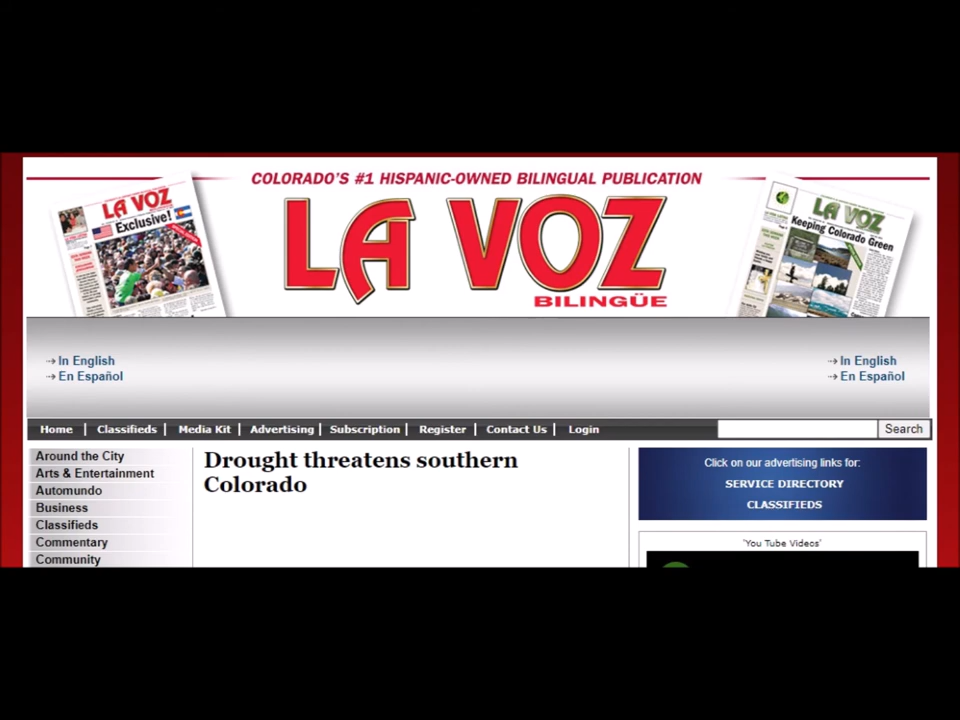 COLORADO'S #1 HISPANIC-OWNED BILINGUAL PUBLICATION
LA VOZ
BILINGÜE
LA VOZ
Exclusive!
LA VOZ
Keeping Colorado Green
⇢ In English
⇢ En Español
⇢ In English
⇢ En Español
Home | Classifieds | Media Kit | Advertising | Subscription | Register | Contact Us | Login
Search
Around the City
Arts & Entertainment
Automundo
Business
Classifieds
Commentary
Community
Drought threatens southern
Colorado
Click on our advertising links for:
SERVICE DIRECTORY
CLASSIFIEDS
'You Tube Videos'